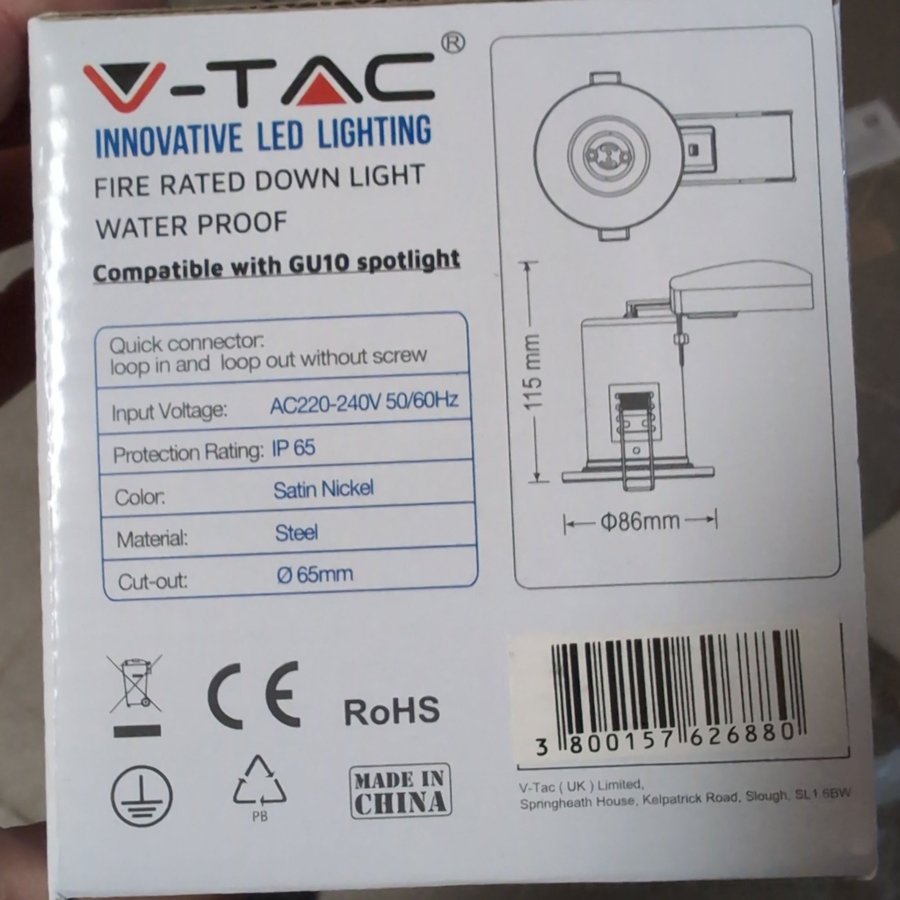 V-TAC®
INNOVATIVE LED LIGHTING
FIRE RATED DOWN LIGHT
WATER PROOF
Compatible with GU10 spotlight
Quick connector:
loop in and loop out without screw
Input Voltage: AC220-240V 50/60Hz
Protection Rating: IP 65
Color: Satin Nickel
Material: Steel
Cut-out: Ø 65mm
115 mm
Φ86mm
CE
RoHS
PB
MADE IN
CHINA
3 800157 626880
V-Tac ( UK ) Limited,
Springheath House, Kelpatrick Road, Slough, SL1 6BW